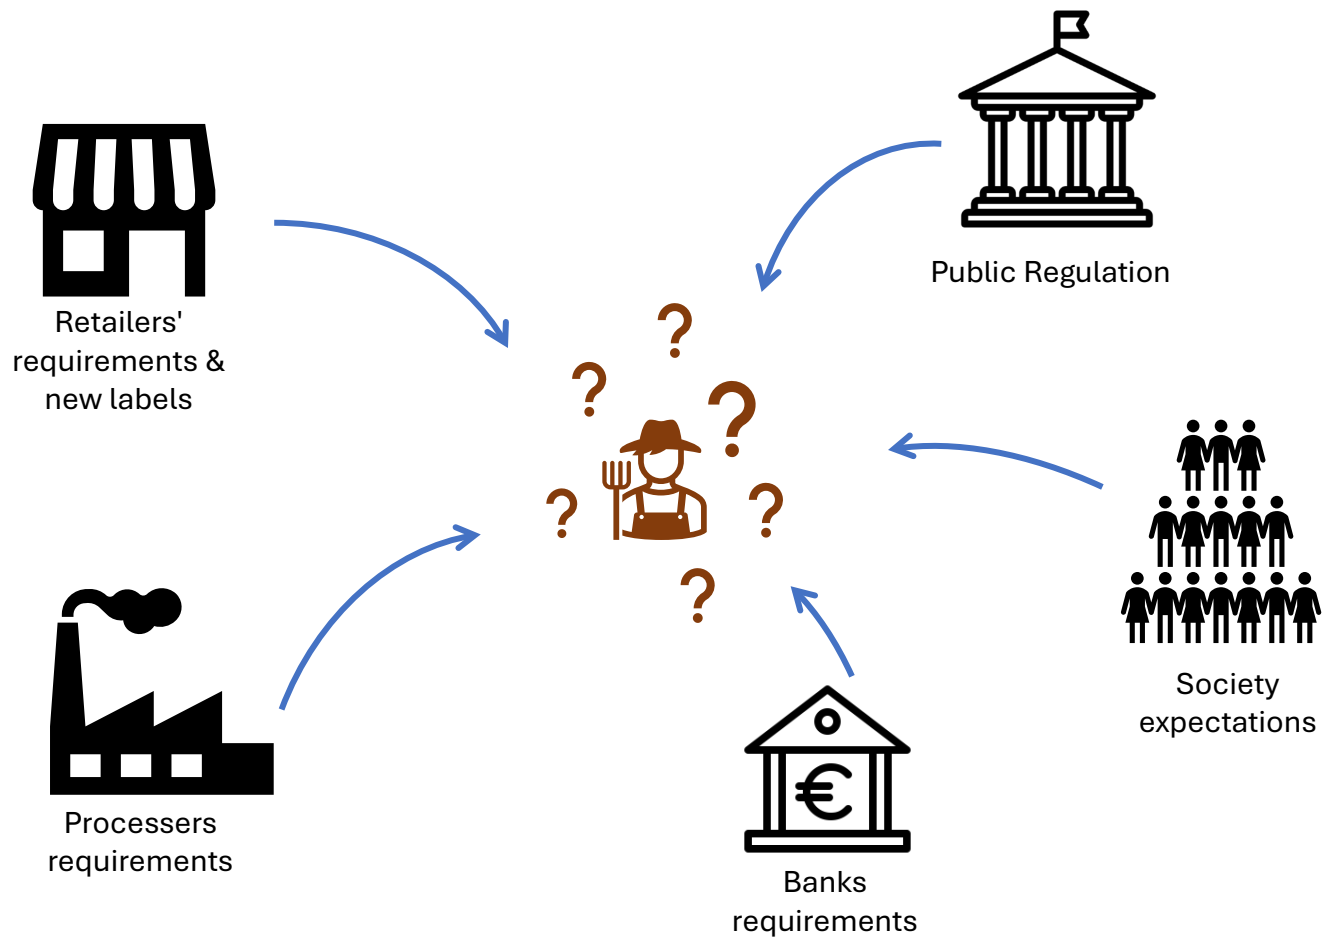 Public Regulation
Retailers'
requirements &
new labels
?
?
?
?
?
?
Society
expectations
€
Processers
requirements
Banks
requirements